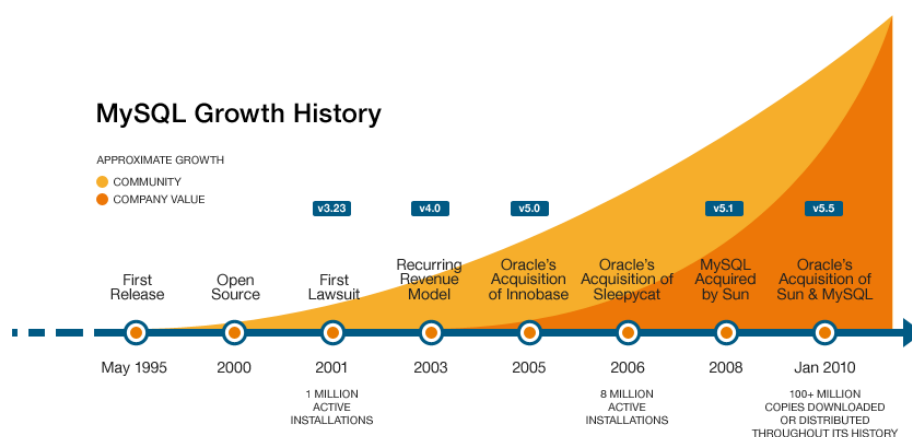 MySQL Growth History
APPROXIMATE GROWTH
COMMUNITY
COMPANY VALUE
v3.23
v4.0
v5.0
v5.1
v5.5
First
Release
Open
Source
First
Lawsuit
Recurring
Revenue
Model
Oracle's
Acquisition
of Innobase
Oracle's
Acquisition of
Sleepycat
MySQL
Acquired
by Sun
Oracle's
Acquisition of
Sun & MySQL
May 1995
2000
2001
2003
2005
2006
2008
Jan 2010
1 MILLION
ACTIVE
INSTALLATIONS
8 MILLION
ACTIVE
INSTALLATIONS
100+ MILLION
COPIES DOWNLOADED
OR DISTRIBUTED
THROUGHOUT ITS HISTORY